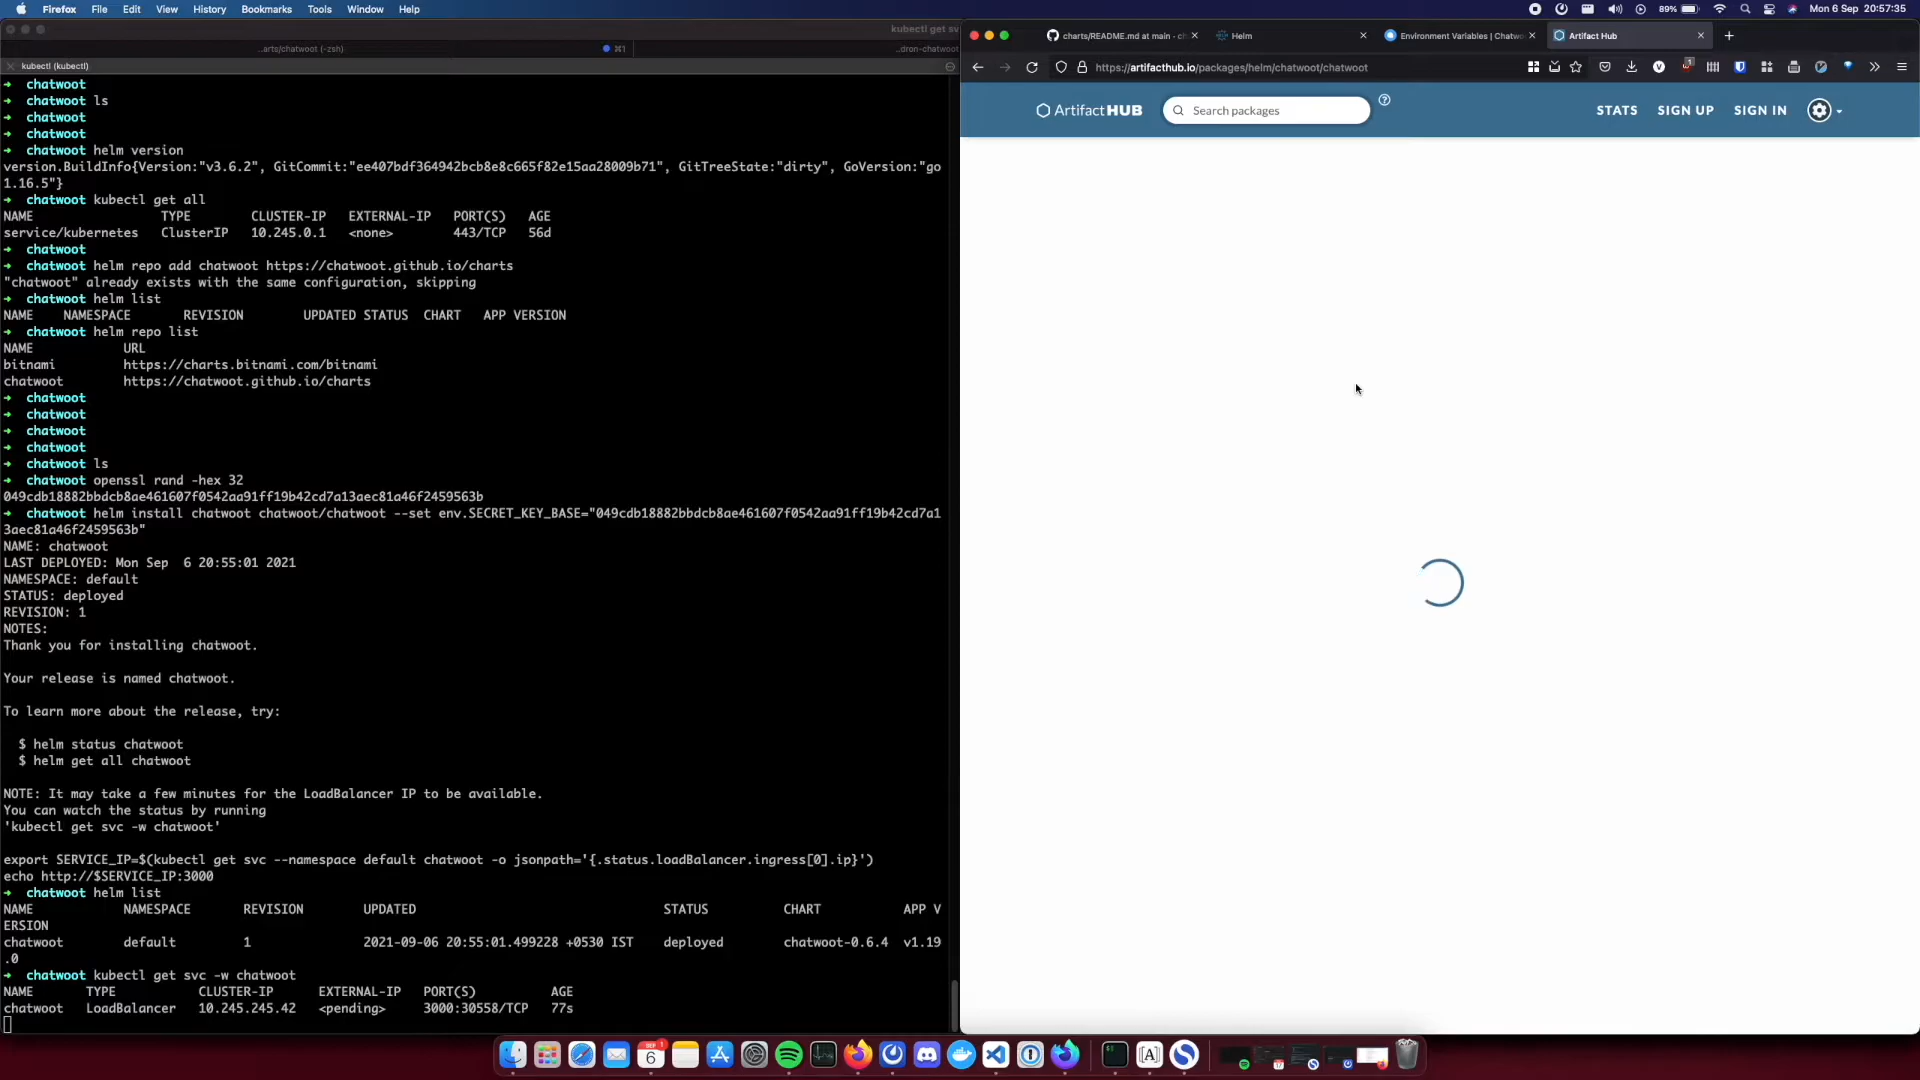 Firefox File Edit View History Bookmarks Tools Window Help
89% Mon 6 Sep 20:57:35
kubectl get sv
..arts/chatwoot (-zsh) ⌘1 ..dron-chatwoot
kubectl (kubectl)
➜ chatwoot
➜ chatwoot ls
➜ chatwoot
➜ chatwoot
➜ chatwoot helm version
version.BuildInfo{Version:"v3.6.2", GitCommit:"ee407bdf364942bcb8e8c665f82e15aa28009b71", GitTreeState:"dirty", GoVersion:"go
1.16.5"}
➜ chatwoot kubectl get all
NAME TYPE CLUSTER-IP EXTERNAL-IP PORT(S) AGE
service/kubernetes ClusterIP 10.245.0.1 <none> 443/TCP 56d
➜ chatwoot
➜ chatwoot helm repo add chatwoot https://chatwoot.github.io/charts
"chatwoot" already exists with the same configuration, skipping
➜ chatwoot helm list
NAME NAMESPACE REVISION UPDATED STATUS CHART APP VERSION
➜ chatwoot helm repo list
NAME URL
bitnami https://charts.bitnami.com/bitnami
chatwoot https://chatwoot.github.io/charts
➜ chatwoot
➜ chatwoot
➜ chatwoot
➜ chatwoot
➜ chatwoot ls
➜ chatwoot openssl rand -hex 32
049cdb18882bbdcb8ae461607f0542aa91ff19b42cd7a13aec81a46f2459563b
➜ chatwoot helm install chatwoot chatwoot/chatwoot --set env.SECRET_KEY_BASE="049cdb18882bbdcb8ae461607f0542aa91ff19b42cd7a1
3aec81a46f2459563b"
NAME: chatwoot
LAST DEPLOYED: Mon Sep 6 20:55:01 2021
NAMESPACE: default
STATUS: deployed
REVISION: 1
NOTES:
Thank you for installing chatwoot.
Your release is named chatwoot.
To learn more about the release, try:
$ helm status chatwoot
$ helm get all chatwoot
NOTE: It may take a few minutes for the LoadBalancer IP to be available.
You can watch the status by running
'kubectl get svc -w chatwoot'
export SERVICE_IP=$(kubectl get svc --namespace default chatwoot -o jsonpath='{.status.loadBalancer.ingress[0].ip}')
echo http://$SERVICE_IP:3000
➜ chatwoot helm list
NAME NAMESPACE REVISION UPDATED STATUS CHART APP V
ERSION
chatwoot default 1 2021-09-06 20:55:01.499228 +0530 IST deployed chatwoot-0.6.4 v1.19
.0
➜ chatwoot kubectl get svc -w chatwoot
NAME TYPE CLUSTER-IP EXTERNAL-IP PORT(S) AGE
chatwoot LoadBalancer 10.245.245.42 <pending> 3000:30558/TCP 77s
charts/README.md at main - ch Helm Environment Variables | Chatwo Artifact Hub
https://artifacthub.io/packages/helm/chatwoot/chatwoot
Artifact HUB Search packages STATS SIGN UP SIGN IN
SEP 6